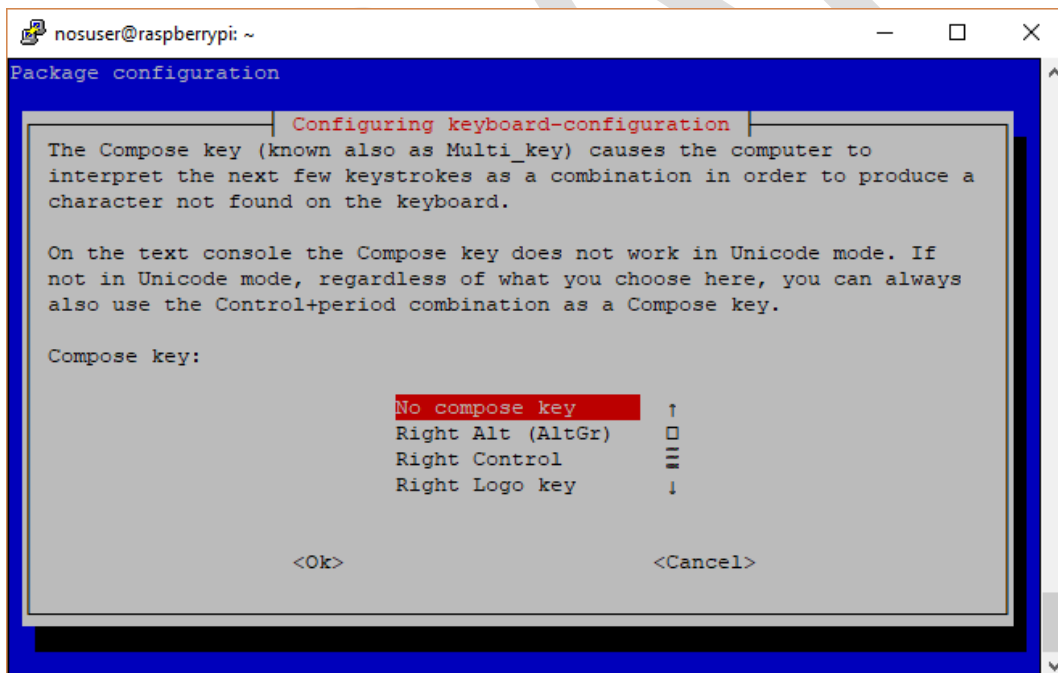 nosuser@raspberrypi: ~
Package configuration
Configuring keyboard-configuration
The Compose key (known also as Multi_key) causes the computer to
interpret the next few keystrokes as a combination in order to produce a
character not found on the keyboard.
On the text console the Compose key does not work in Unicode mode. If
not in Unicode mode, regardless of what you choose here, you can always
also use the Control+period combination as a Compose key.
Compose key:
No compose key
Right Alt (AltGr)
Right Control
Right Logo key
<Ok> <Cancel>